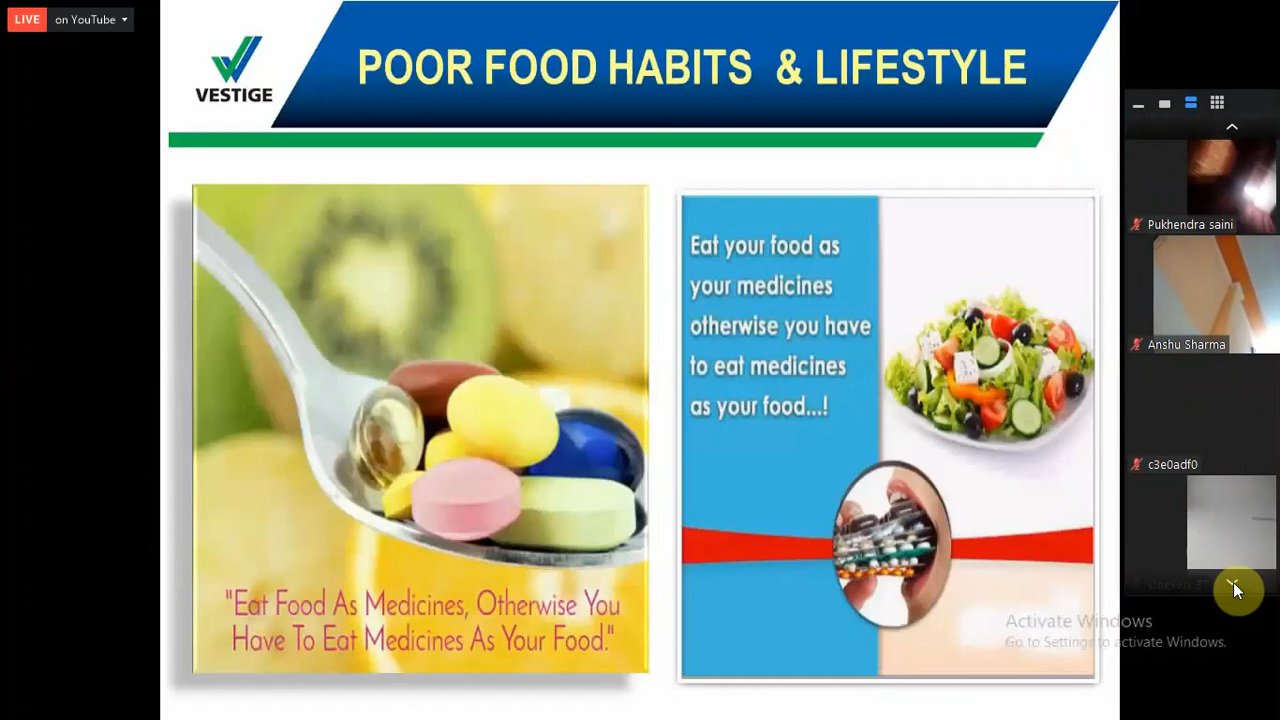 LIVE on YouTube
VESTIGE
POOR FOOD HABITS & LIFESTYLE
"Eat Food As Medicines, Otherwise You
Have To Eat Medicines As Your Food."
Eat your food as
your medicines
otherwise you have
to eat medicines
as your food...!
Pukhendra saini
Anshu Sharma
c3e0adf0
Activate Windows
Go to Settings to activate Windows.